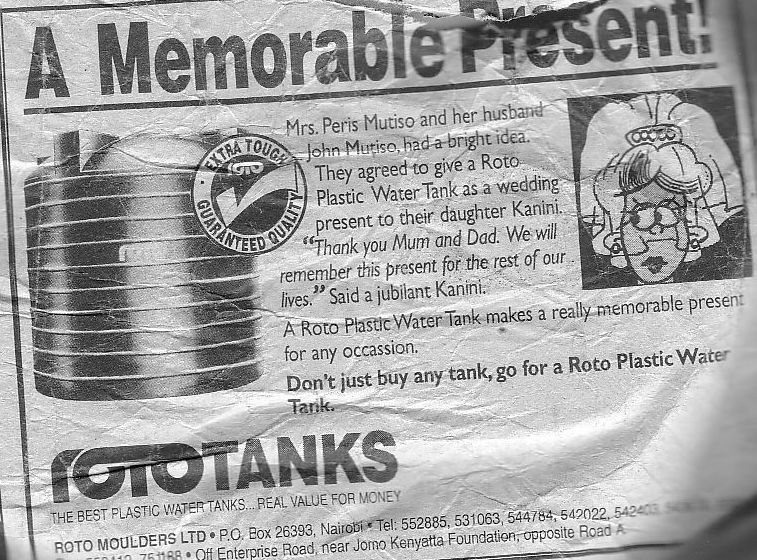 A Memorable Present!
Mrs. Peris Mutiso and her husband
John Mutiso, had a bright idea.
They agreed to give a Roto
Plastic Water Tank as a wedding
present to their daughter Kanini.
“Thank you Mum and Dad. We will
remember this present for the rest of our
lives.” Said a jubilant Kanini.
A Roto Plastic Water Tank makes a really memorable present
for any occassion.
Don't just buy any tank, go for a Roto Plastic Water
Tank.
EXTRA TOUGH
GUARANTEED QUALITY
ROTOTANKS
THE BEST PLASTIC WATER TANKS... REAL VALUE FOR MONEY
ROTO MOULDERS LTD • P.O. Box 26393, Nairobi • Tel: 552885, 531063, 544784, 542022, 542403
751188 • Off Enterprise Road, near Jomo Kenyatta Foundation, opposite Road A